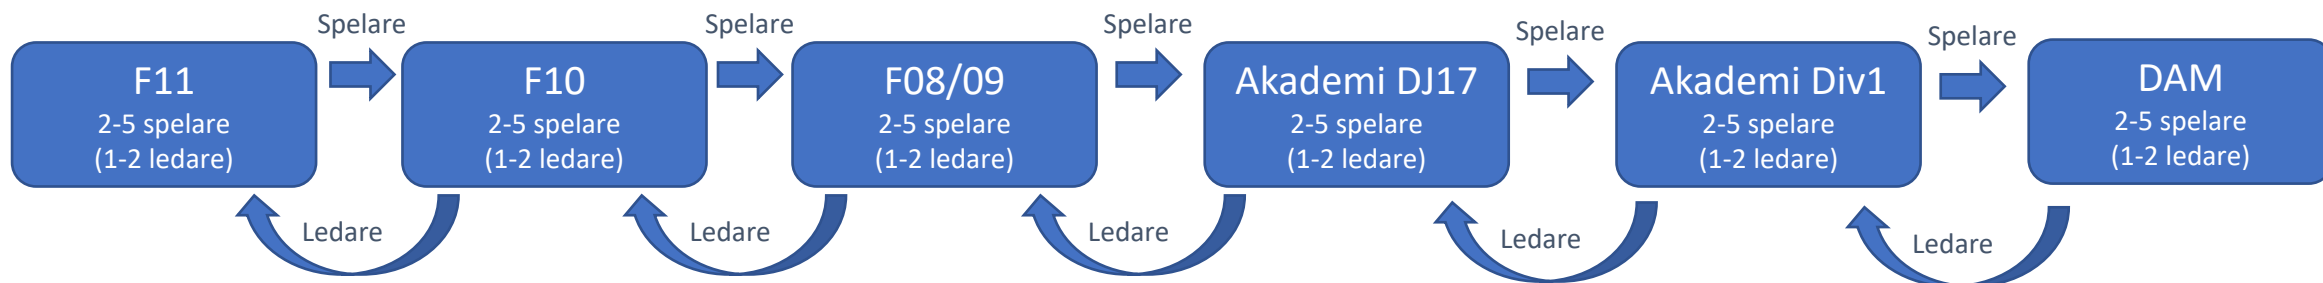 Spelare
Spelare
Spelare
Spelare
Spelare
F11
2-5 spelare
(1-2 ledare)
F10
2-5 spelare
(1-2 ledare)
F08/09
2-5 spelare
(1-2 ledare)
Akademi DJ17
2-5 spelare
(1-2 ledare)
Akademi Div1
2-5 spelare
(1-2 ledare)
DAM
2-5 spelare
(1-2 ledare)
Ledare
Ledare
Ledare
Ledare
Ledare